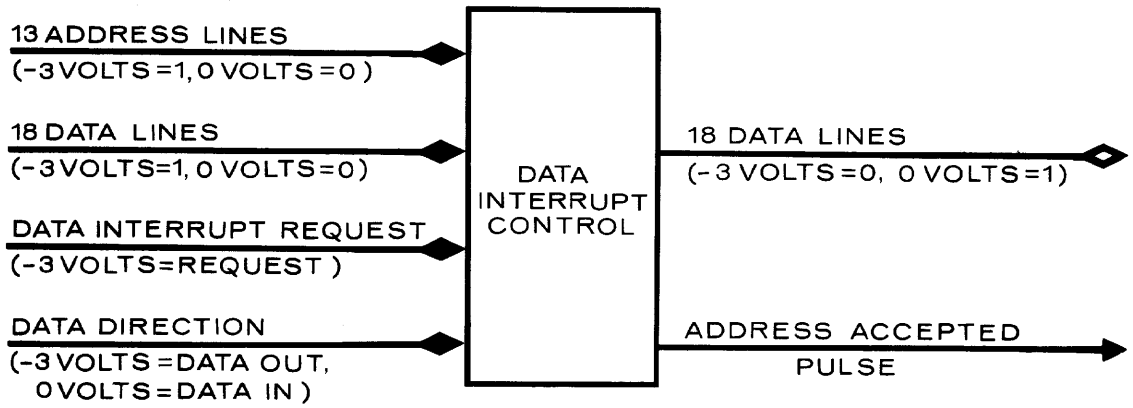 13 ADDRESS LINES
(-3 VOLTS=1, 0 VOLTS=0)
18 DATA LINES
(-3 VOLTS=1, 0 VOLTS=0)
DATA INTERRUPT REQUEST
(-3 VOLTS=REQUEST)
DATA DIRECTION
(-3 VOLTS=DATA OUT,
0 VOLTS=DATA IN)
DATA
INTERRUPT
CONTROL
18 DATA LINES
(-3 VOLTS=0, 0 VOLTS=1)
ADDRESS ACCEPTED
PULSE